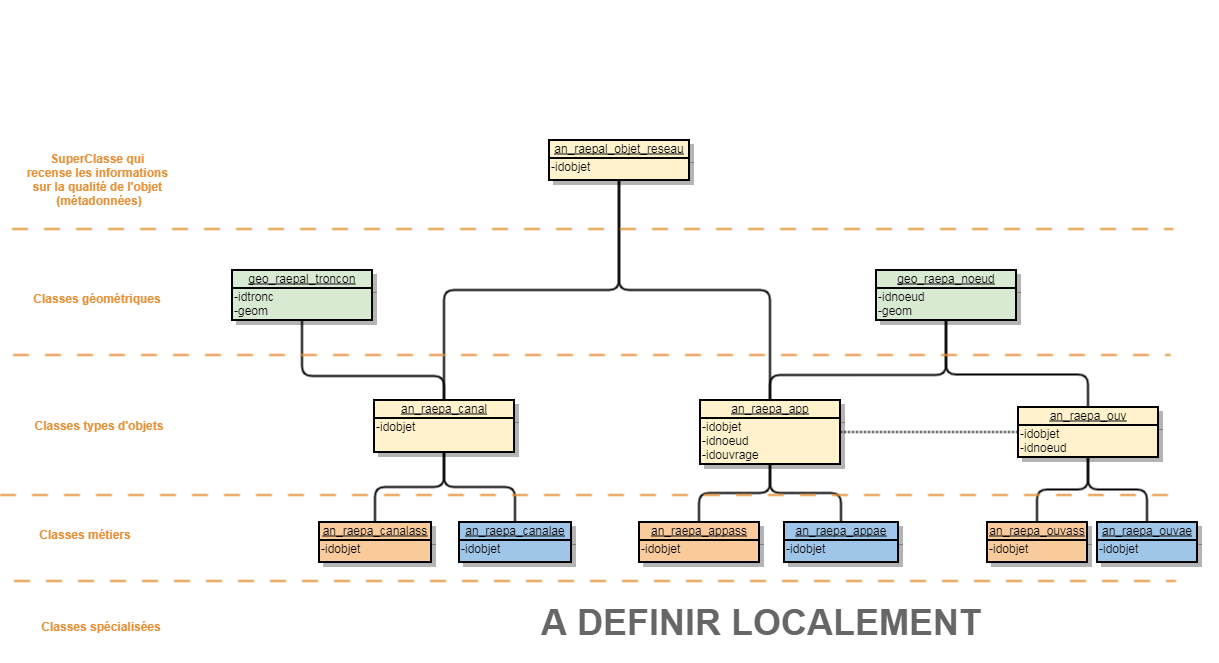 an_raepal_objet_reseau
-idobjet
SuperClasse qui
recense les informations
sur la qualité de l'objet
(métadonnées)
Classes géométriques
geo_raepal_troncon
-idtronc
-geom
geo_raepa_noeud
-idnoeud
-geom
Classes types d'objets
an_raepa_canal
-idobjet
an_raepa_app
-idobjet
-idnoeud
-idouvrage
an_raepa_ouv
-idobjet
-idnoeud
Classes métiers
an_raepa_canalass
-idobjet
an_raepa_canalae
-idobjet
an_raepa_appass
-idobjet
an_raepa_appae
-idobjet
an_raepa_ouvass
-idobjet
an_raepa_ouvae
-idobjet
Classes spécialisées
A DEFINIR LOCALEMENT